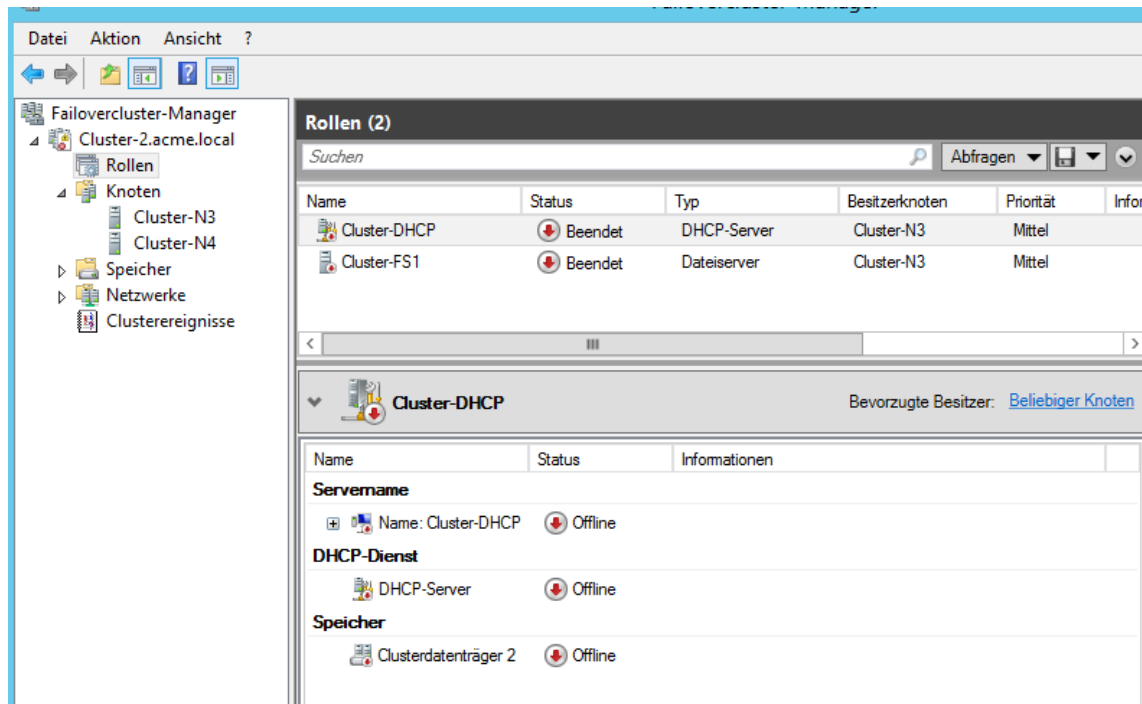 Datei Aktion Ansicht ?
Failovercluster-Manager
Cluster-2.acme.local
Rollen
Knoten
Cluster-N3
Cluster-N4
Speicher
Netzwerke
Clusterereignisse
Rollen (2)
Suchen
Abfragen
Name Status Typ Besitzerknoten Priorität Infor
Cluster-DHCP Beendet DHCP-Server Cluster-N3 Mittel
Cluster-FS1 Beendet Dateiserver Cluster-N3 Mittel
Cluster-DHCP Bevorzugte Besitzer: Beliebiger Knoten
Name Status Informationen
Servername
Name: Cluster-DHCP Offline
DHCP-Dienst
DHCP-Server Offline
Speicher
Clusterdatenträger 2 Offline